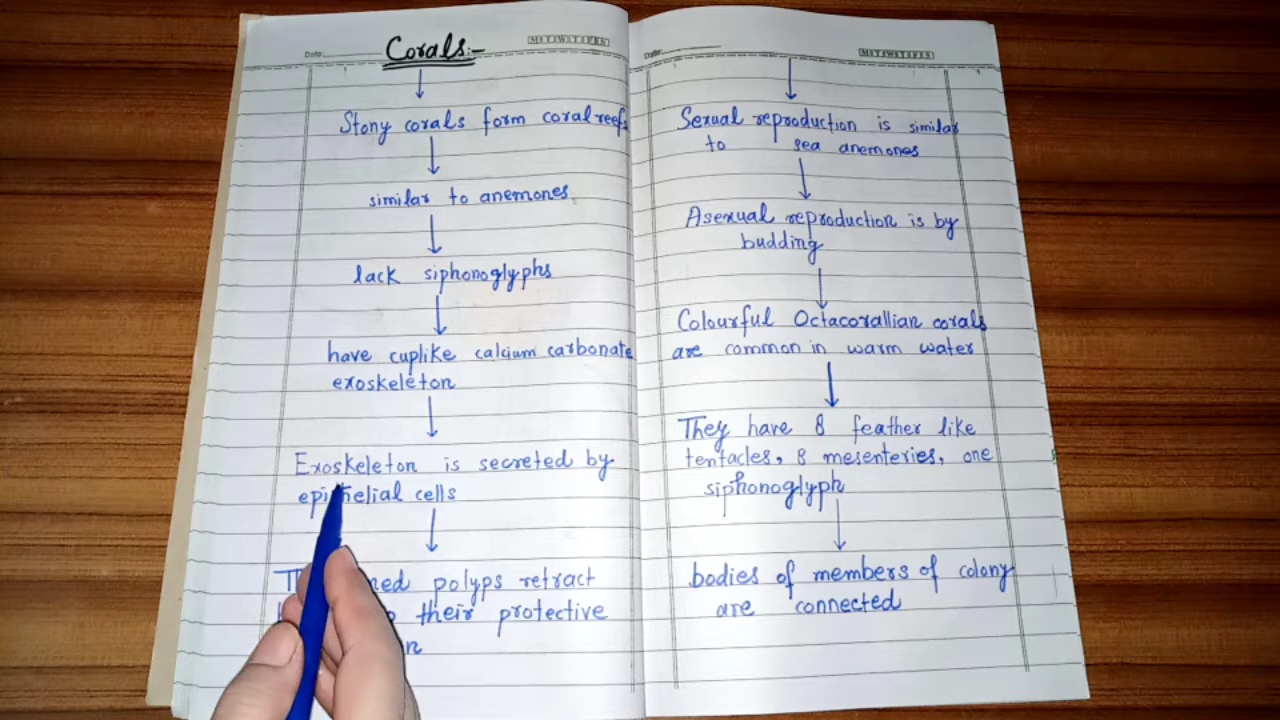 Date:
Corals:-
M T W T F S
Stony corals form coral reefs
similar to anemones
lack siphonoglyphs
have cuplike calcium carbonate
exoskeleton
Exoskeleton is secreted by
epithelial cells
polyps retract
their protective
Date:
M T W T F S
Sexual reproduction is similar
to sea anemones
Asexual reproduction is by
budding
Colourful Octacorallian corals
are common in warm water
They have 8 feather like
tentacles, 8 mesenteries, one
siphonoglyph
bodies of members of colony
are connected